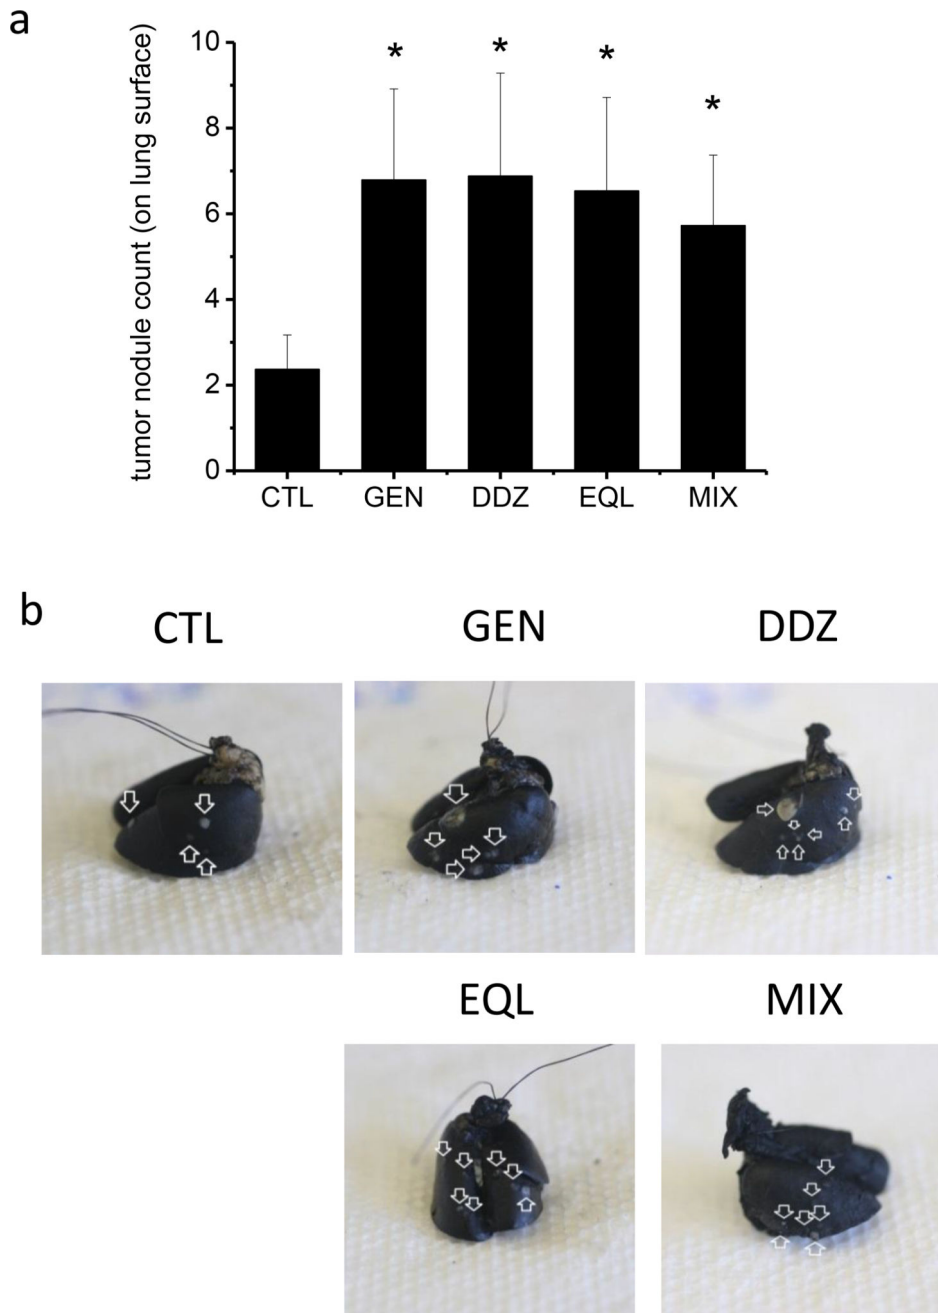 a
tumor nodule count (on lung surface)
10
8
6
4
2
0
* * * *
CTL GEN DDZ EQL MIX
b
CTL GEN DDZ
EQL MIX